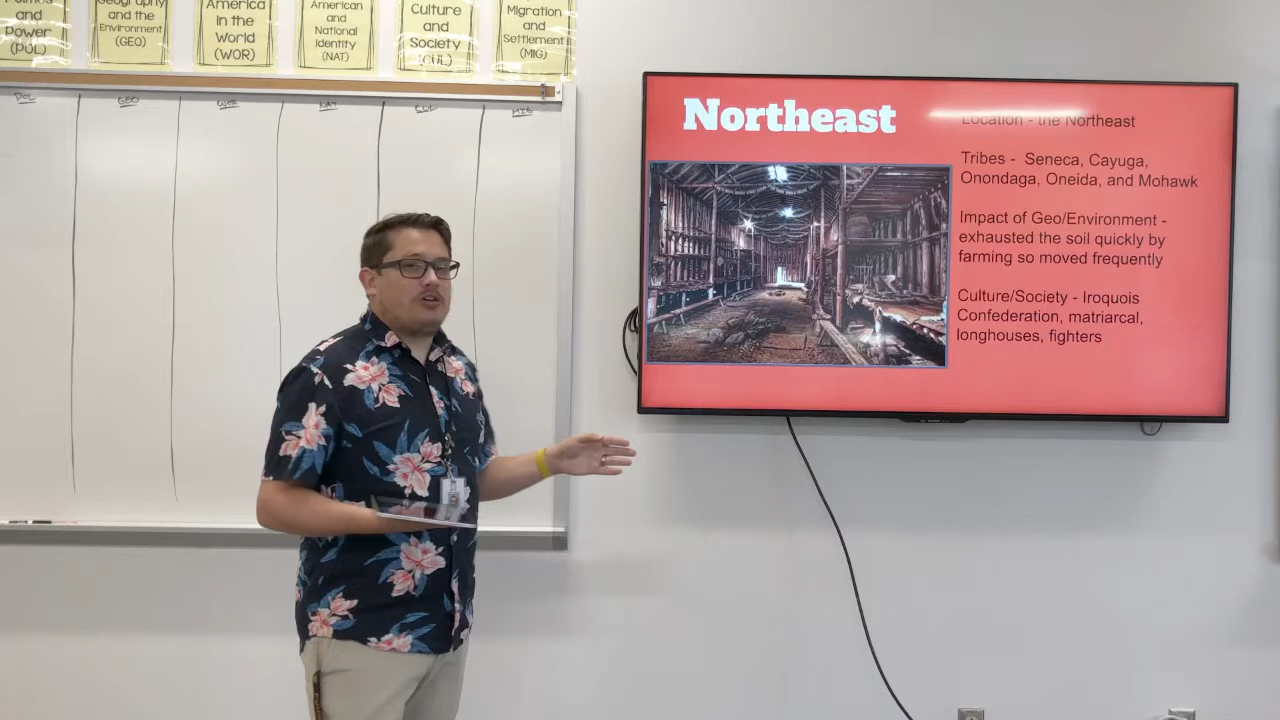 Politics and Power (POL)
Geography and the Environment (GEO)
America in the World (WOR)
American and National Identity (NAT)
Culture and Society (CUL)
Migration and Settlement (MIG)
POL GEO WOR NAT CUL MIG
Northeast
Location - the Northeast
Tribes - Seneca, Cayuga,
Onondaga, Oneida, and Mohawk
Impact of Geo/Environment -
exhausted the soil quickly by
farming so moved frequently
Culture/Society - Iroquois
Confederation, matriarcal,
longhouses, fighters